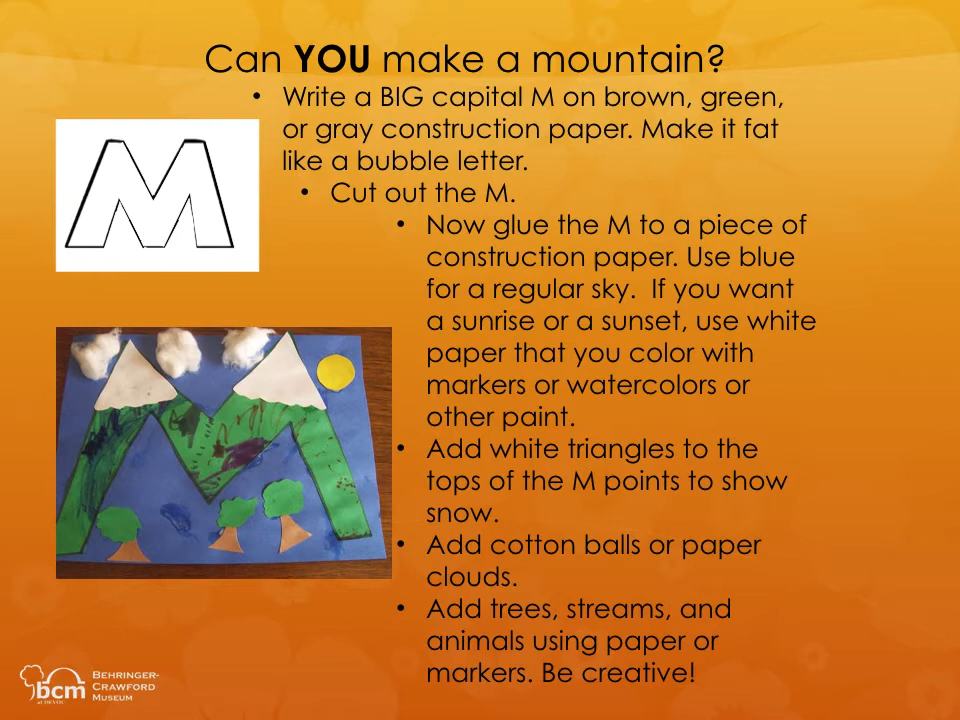 Can YOU make a mountain?
• Write a BIG capital M on brown, green,
or gray construction paper. Make it fat
like a bubble letter.
• Cut out the M.
• Now glue the M to a piece of
construction paper. Use blue
for a regular sky.  If you want
a sunrise or a sunset, use white
paper that you color with
markers or watercolors or
other paint.
• Add white triangles to the
tops of the M points to show
snow.
• Add cotton balls or paper
clouds.
• Add trees, streams, and
animals using paper or
markers. Be creative!
M
bcm
at DEVOU
BEHRINGER-
CRAWFORD
MUSEUM